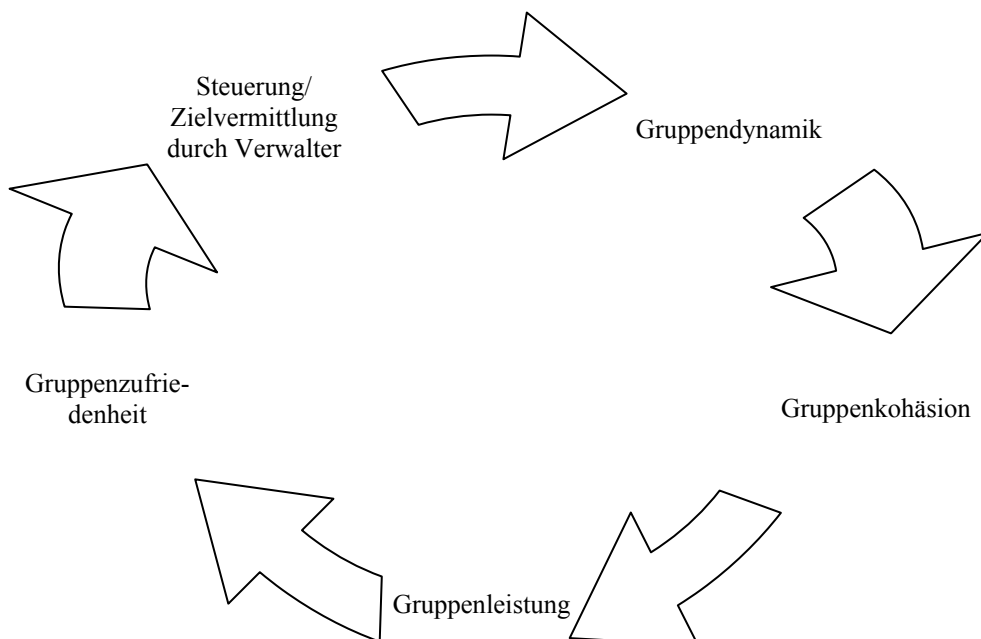 Steuerung/
Zielvermittlung
durch Verwalter
Gruppendynamik
Gruppenkohäsion
Gruppenleistung
Gruppenzufrie-
denheit